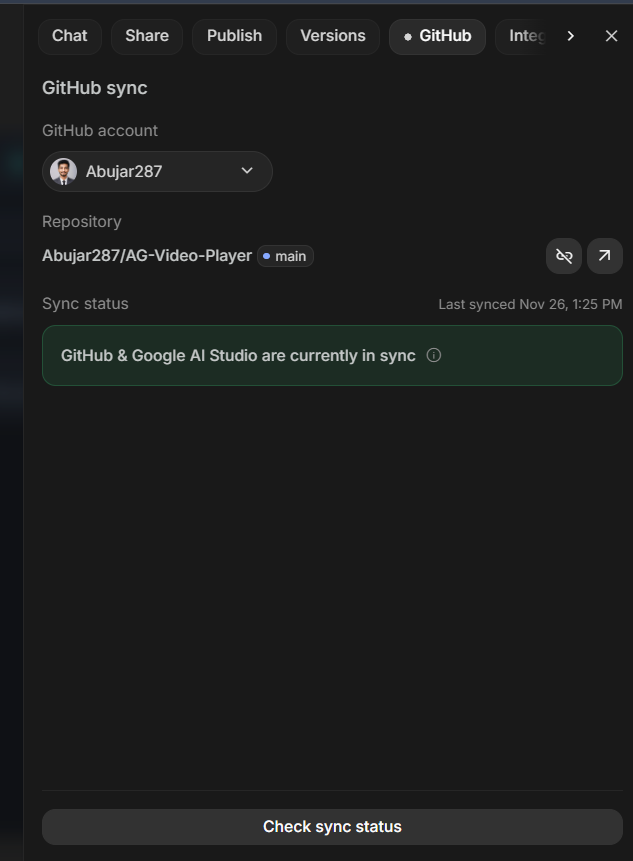 Chat Share Publish Versions GitHub
GitHub sync
GitHub account
Abujar287
Repository
Abujar287/AG-Video-Player main
Sync status Last synced Nov 26, 1:25 PM
GitHub & Google AI Studio are currently in sync
Check sync status